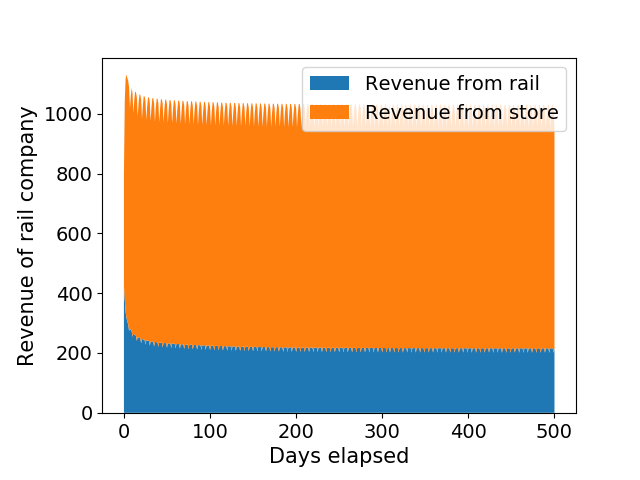 Revenue from rail
Revenue from store
Revenue of rail company
1000
800
600
400
200
0
0 100 200 300 400 500
Days elapsed